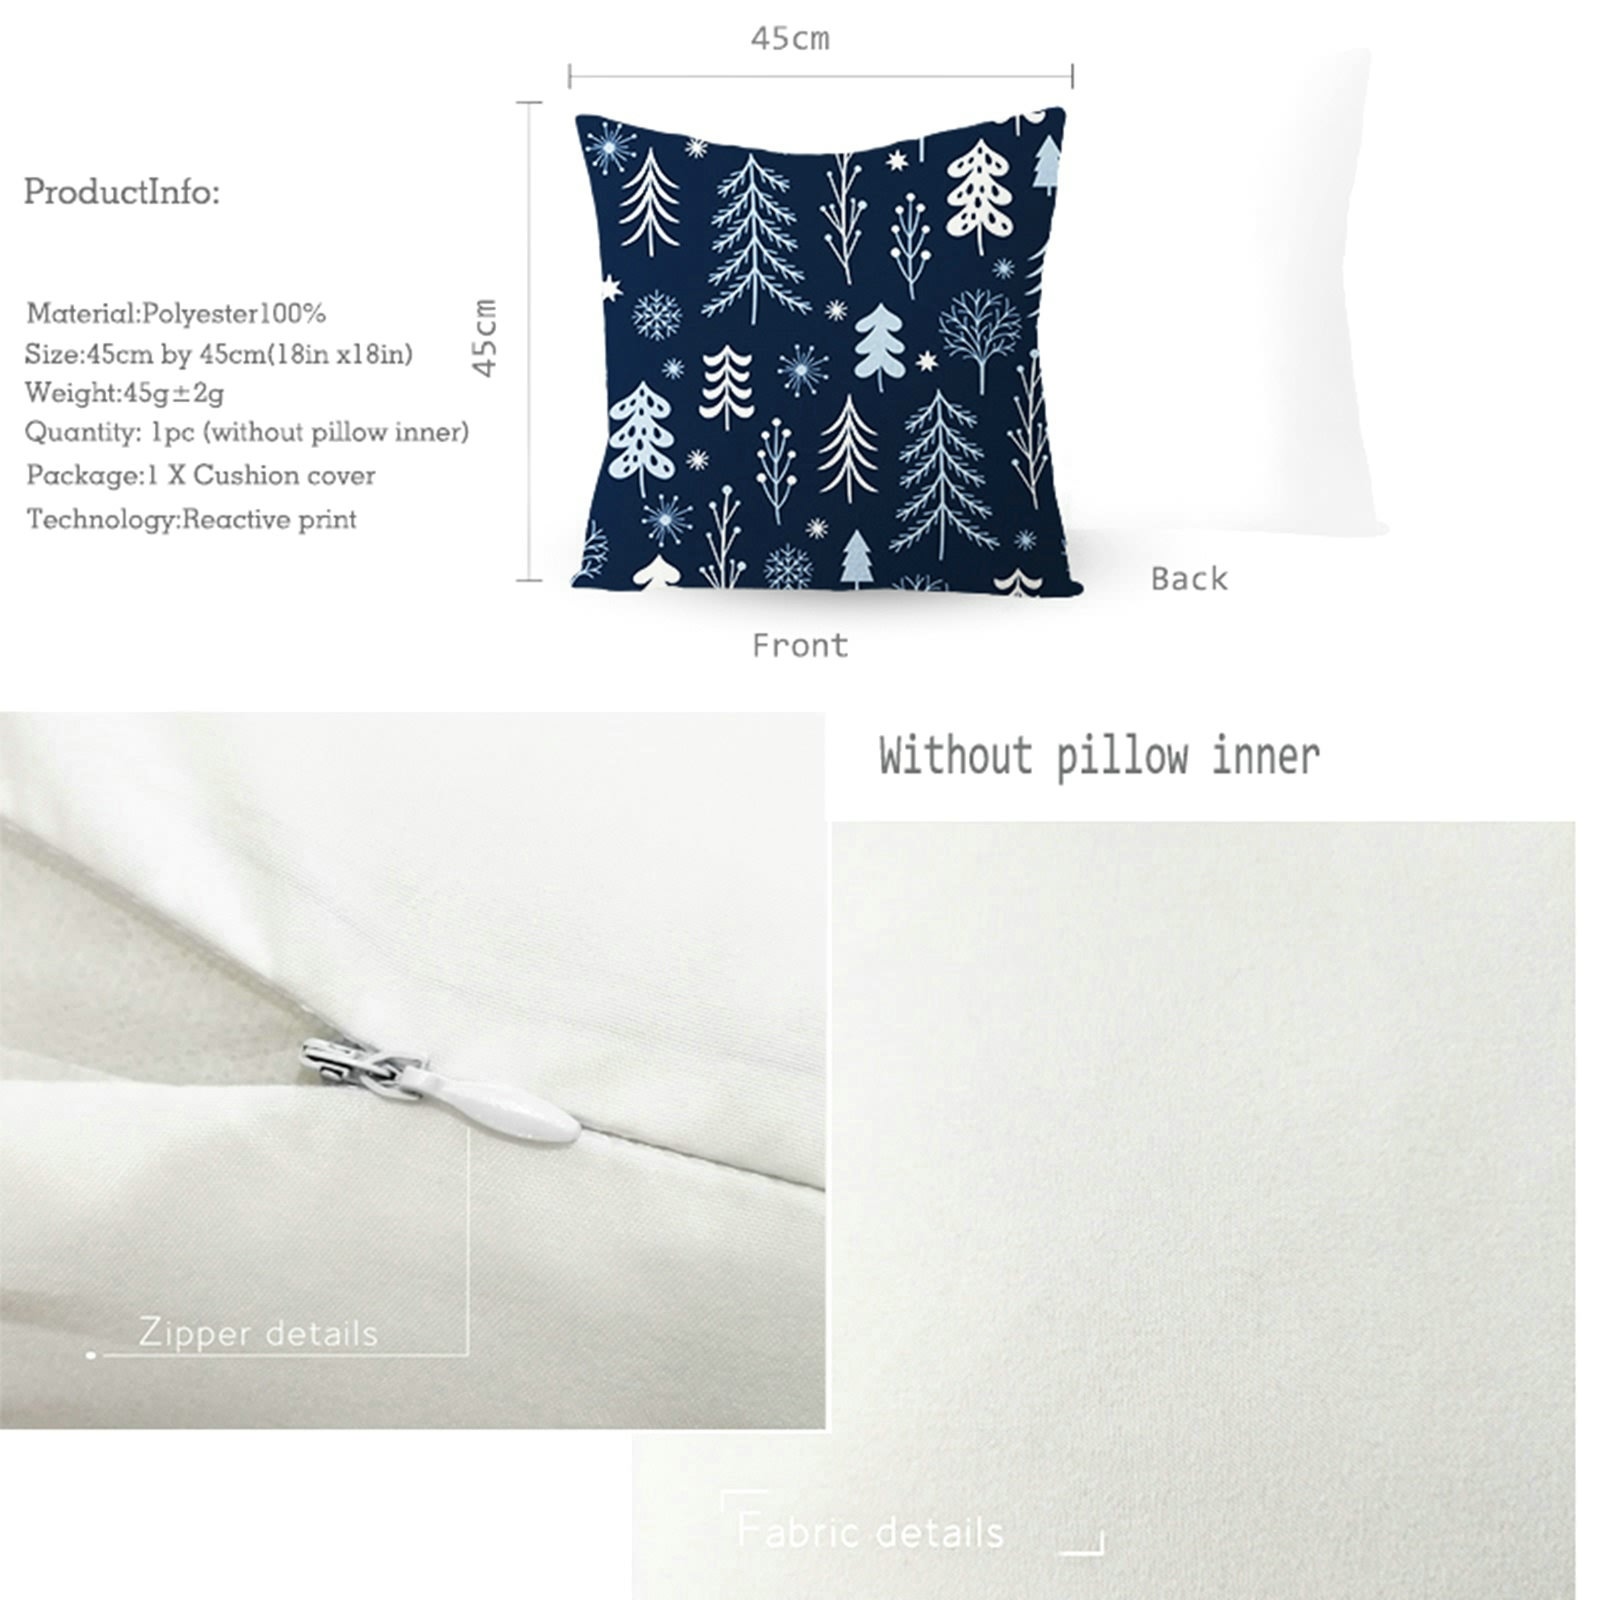 45cm
45cm
ProductInfo:
Material:Polyester100%
Size:45cm by 45cm(18in x18in)
Weight:45g±2g
Quantity: 1pc (without pillow inner)
Package:1 X Cushion cover
Technology:Reactive print
Back
Front
Without pillow inner
Zipper details
Fabric details